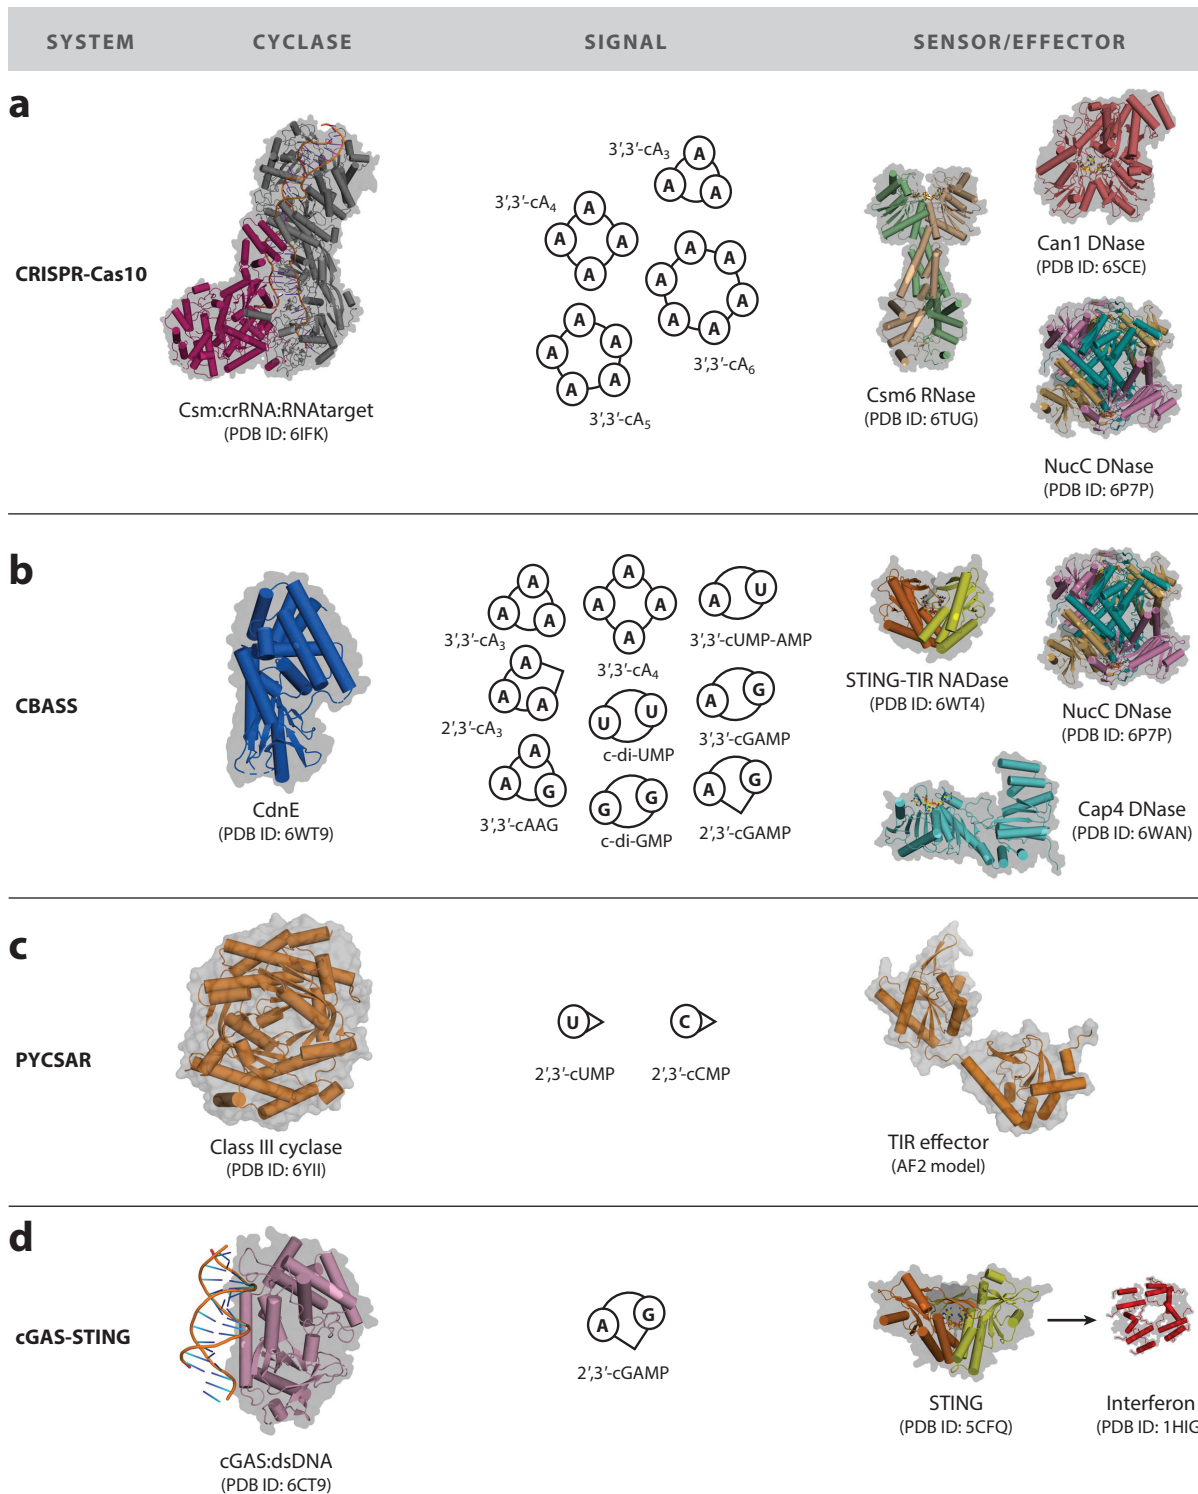 SYSTEM CYCLASE SIGNAL SENSOR/EFFECTOR
a
CRISPR-Cas10
Csm:crRNA:RNAtarget
(PDB ID: 6IFK)
3′,3′-cA3
A
A A
3′,3′-cA4
A
A A
A
3′,3′-cA6
A A
A A
A A
A
3′,3′-cA5
A
A A
A A
Csm6 RNase
(PDB ID: 6TUG)
Can1 DNase
(PDB ID: 6SCE)
NucC DNase
(PDB ID: 6P7P)
b
CBASS
CdnE
(PDB ID: 6WT9)
A
A A
3′,3′-cA3
A
A A
A
3′,3′-cA4
A U
3′,3′-cUMP-AMP
A
A A
2′,3′-cA3
U U
c-di-UMP
A G
3′,3′-cGAMP
A
A G
3′,3′-cAAG
G G
c-di-GMP
A G
2′,3′-cGAMP
STING-TIR NADase
(PDB ID: 6WT4)
NucC DNase
(PDB ID: 6P7P)
Cap4 DNase
(PDB ID: 6WAN)
c
PYCSAR
Class III cyclase
(PDB ID: 6YII)
U
2′,3′-cUMP
C
2′,3′-cCMP
TIR effector
(AF2 model)
d
cGAS-STING
cGAS:dsDNA
(PDB ID: 6CT9)
A G
2′,3′-cGAMP
STING
(PDB ID: 5CFQ)
Interferon
(PDB ID: 1HIG